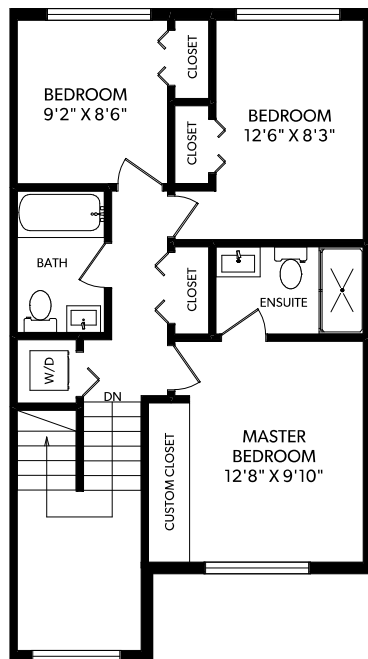 CLOSET
BEDROOM
9'2" X 8'6"
BEDROOM
12'6" X 8'3"
CLOSET
BATH
CLOSET
ENSUITE
W/D
DN
CUSTOM CLOSET
MASTER
BEDROOM
12'8" X 9'10"